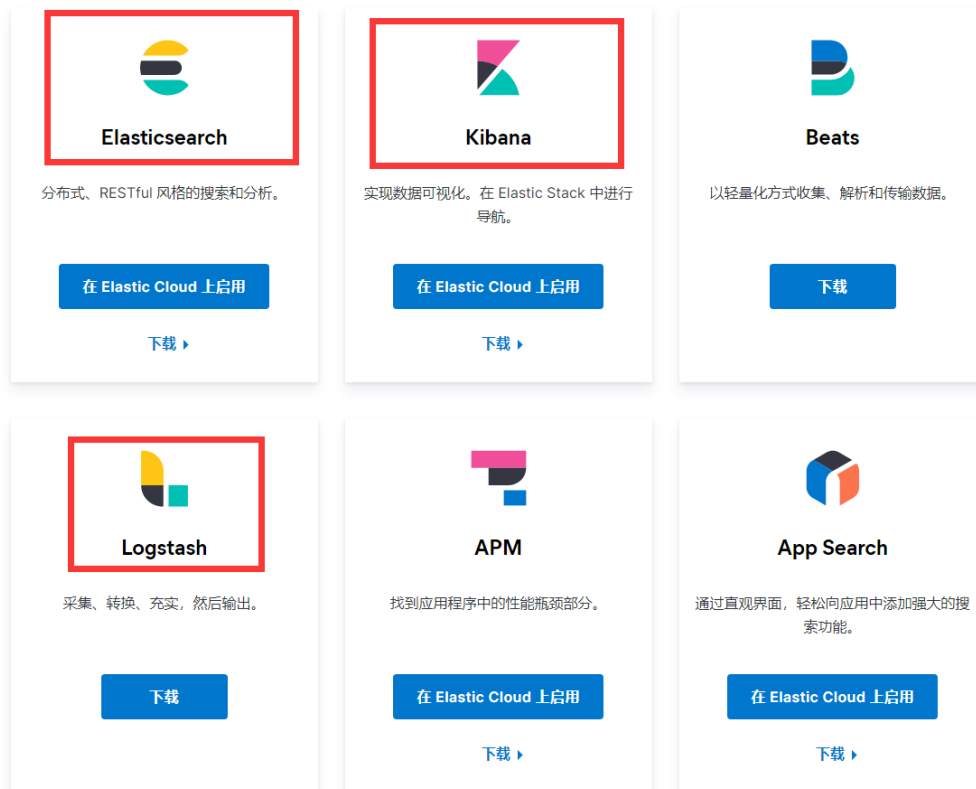 Elasticsearch
分布式、RESTful 风格的搜索和分析。
在 Elastic Cloud 上启用
下载
Kibana
实现数据可视化。在 Elastic Stack 中进行
导航。
在 Elastic Cloud 上启用
下载
Beats
以轻量化方式收集、解析和传输数据。
下载
Logstash
采集、转换、充实，然后输出。
下载
APM
找到应用程序中的性能瓶颈部分。
在 Elastic Cloud 上启用
下载
App Search
通过直观界面，轻松向应用中添加强大的搜
索功能。
在 Elastic Cloud 上启用
下载